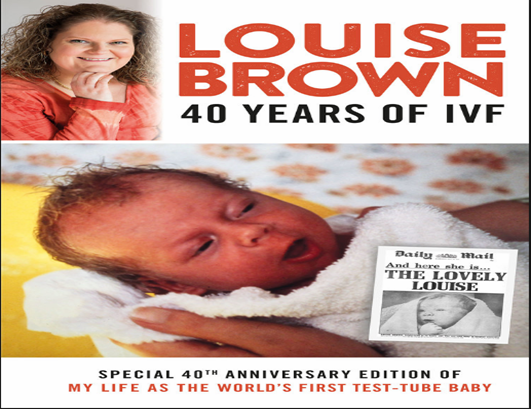 LOUISE
BROWN
40 YEARS OF IVF
Daily Mail
And here she is...
THE LOVELY
LOUISE
SPECIAL 40TH ANNIVERSARY EDITION OF
MY LIFE AS THE WORLD'S FIRST TEST-TUBE BABY